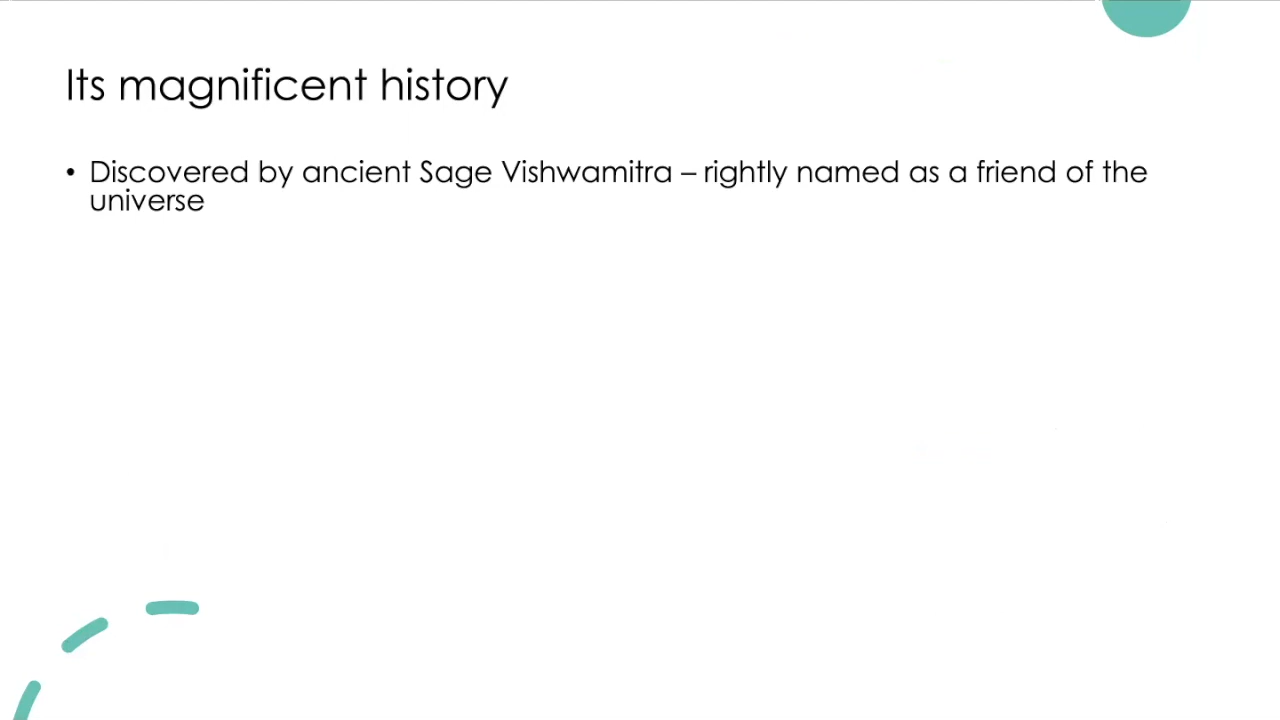 Its magnificent history
• Discovered by ancient Sage Vishwamitra – rightly named as a friend of the
universe